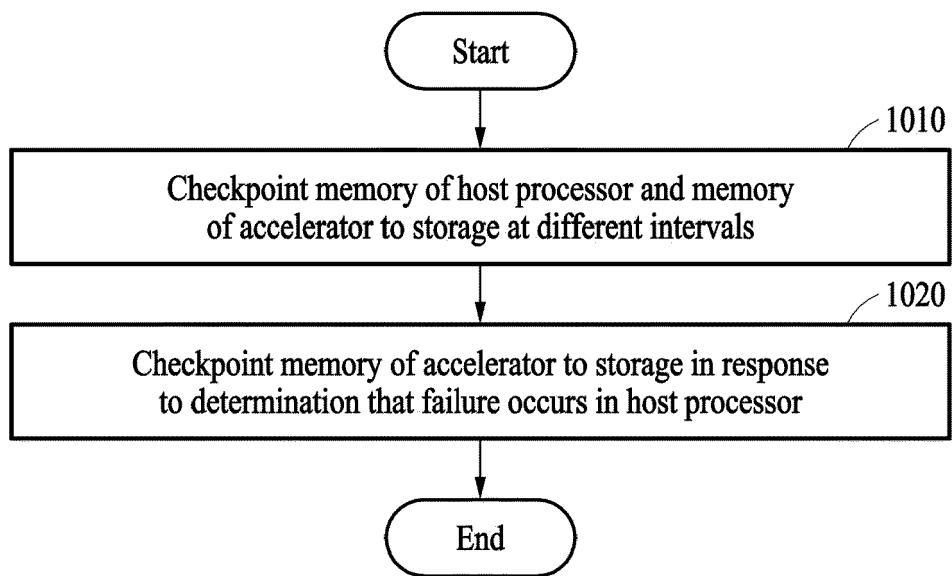 Start
1010
Checkpoint memory of host processor and memory
of accelerator to storage at different intervals
1020
Checkpoint memory of accelerator to storage in response
to determination that failure occurs in host processor
End